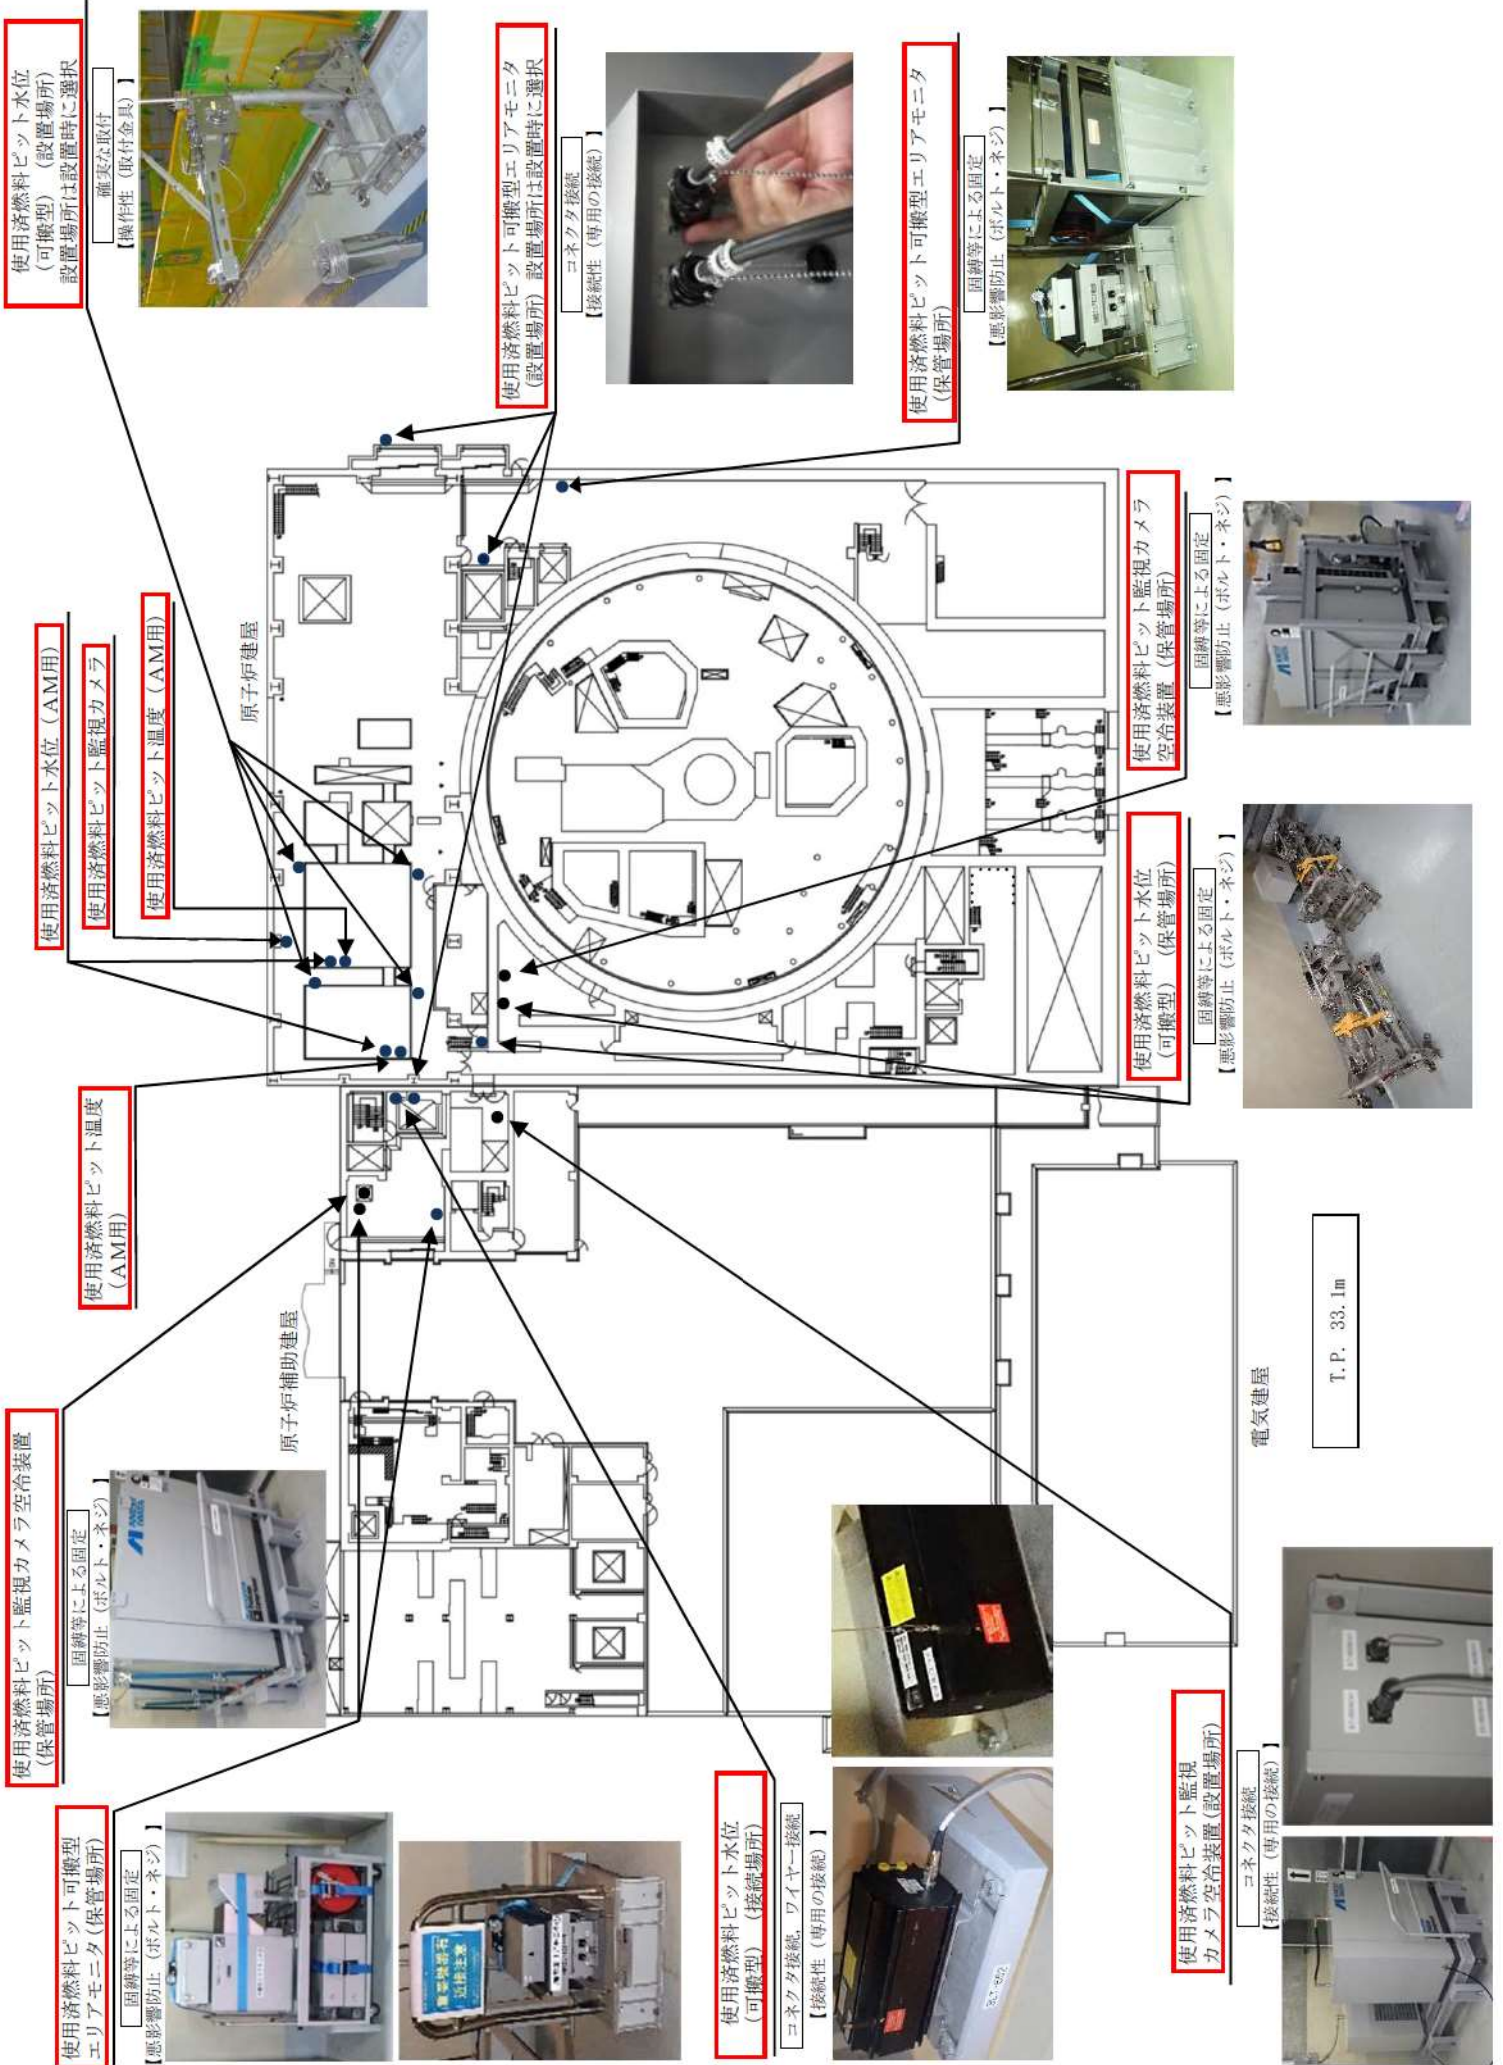 使用済燃料ピット可搬型
エリアモニタ(保管場所)
固縛等による固定
【悪影響防止（ボルト・ネジ）】
使用済燃料ピット監視カメラ空冷装置
(保管場所)
固縛等による固定
【悪影響防止（ボルト・ネジ）】
使用済燃料ピット温度
（AM用）
使用済燃料ピット水位（AM用）
使用済燃料ピット監視カメラ
使用済燃料ピット温度（AM用）
使用済燃料ピット水位
(可搬型)（設置場所）
設置場所は設置時に選択
確実な取付
【操作性（取付金具）】
原子炉補助建屋
原子炉建屋
使用済燃料ピット可搬型エリアモニタ
(設置場所) 設置場所は設置時に選択
コネクタ接続
【接続性（専用の接続）】
使用済燃料ピット可搬型エリアモニタ
(保管場所)
固縛等による固定
【悪影響防止（ボルト・ネジ）】
使用済燃料ピット水位
(可搬型)（接続場所）
コネクタ接続, ワイヤー接続
【接続性（専用の接続）】
使用済燃料ピット監視
カメラ空冷装置(設置場所)
コネクタ接続
【接続性（専用の接続）】
電気建屋
T.P. 33.1m
使用済燃料ピット水位
(可搬型)（保管場所）
固縛等による固定
【悪影響防止（ボルト・ネジ）】
使用済燃料ピット監視カメラ
空冷装置（保管場所）
固縛等による固定
【悪影響防止（ボルト・ネジ）】